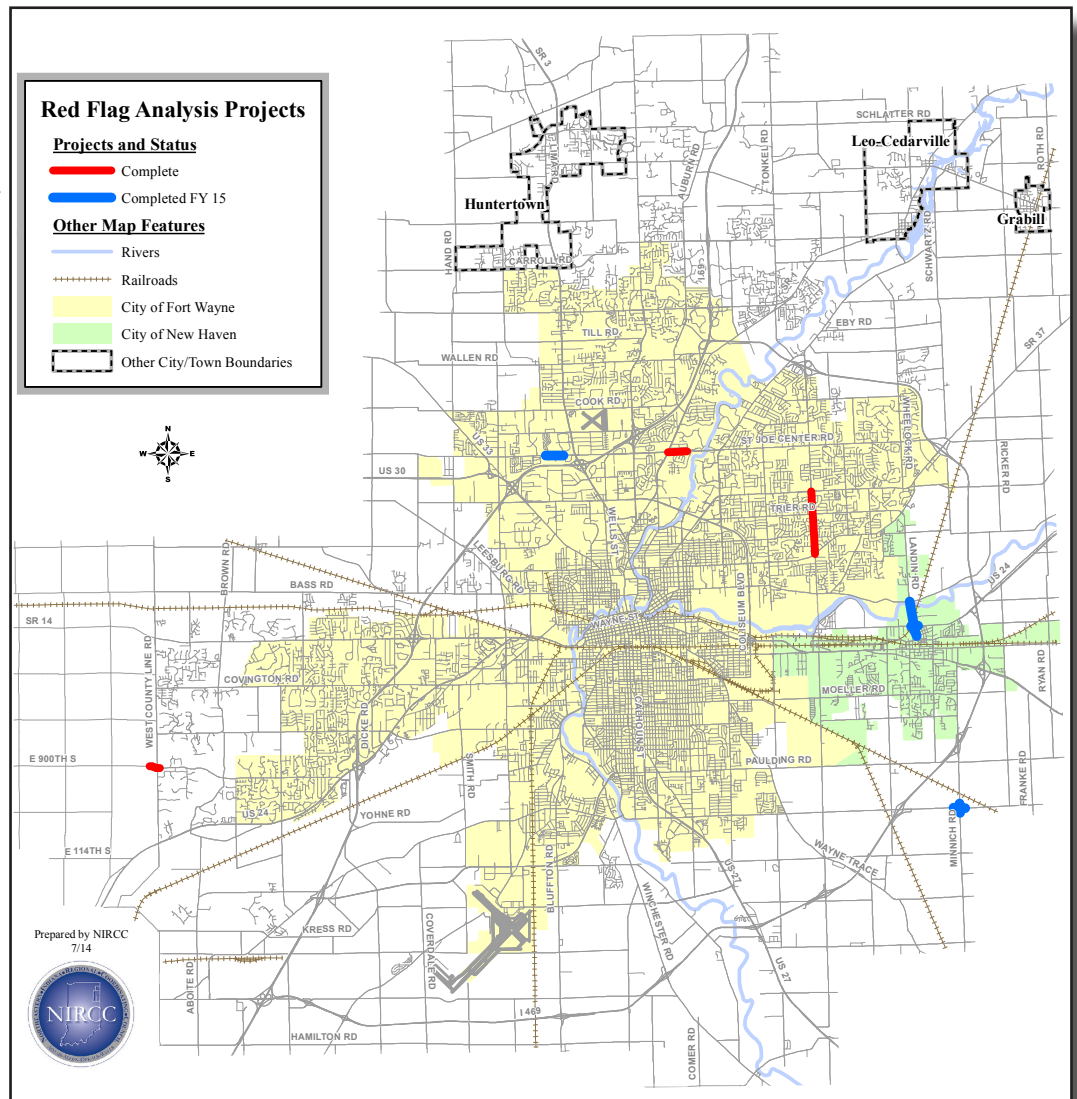 Red Flag Analysis Projects
Projects and Status
Complete
Completed FY 15
Other Map Features
Rivers
Railroads
City of Fort Wayne
City of New Haven
Other City/Town Boundaries
N
W
E
S
SR 3
LIMA RD
AUBURN RD
TONKEL RD
SCHLATTER RD
Leo-Cedarville
ROTH RD
Huntertown
Grabill
HAND RD
CARROLL RD
I 69
SCHWARTZ RD
TILL RD
EBY RD
SR 37
WALLEN RD
COOK RD
US 33
ST JOE CENTER RD
WHEELOCK RD
RICKER RD
US 30
WELLS ST
TRIER RD
LEESBURG RD
LANDIN RD
US 24
BROWN RD
BASS RD
COLISEUM BLVD
SR 14
WAYNE ST
WEST COUNTY LINE RD
COVINGTON RD
MOELLER RD
RYAN RD
DICKE RD
CALHOUN ST
E 900TH S
SMITH RD
PAULDING RD
FRANKE RD
US 24
YOHNE RD
MINNICH RD
E 114TH S
WAYNE TRACE
US 27
BLUFFTON RD
WINCHESTER RD
COVERDALE RD
KRESS RD
Prepared by NIRCC
7/14
US 27
ABOITE RD
I 469
NIRCC
HAMILTON RD
COMER RD